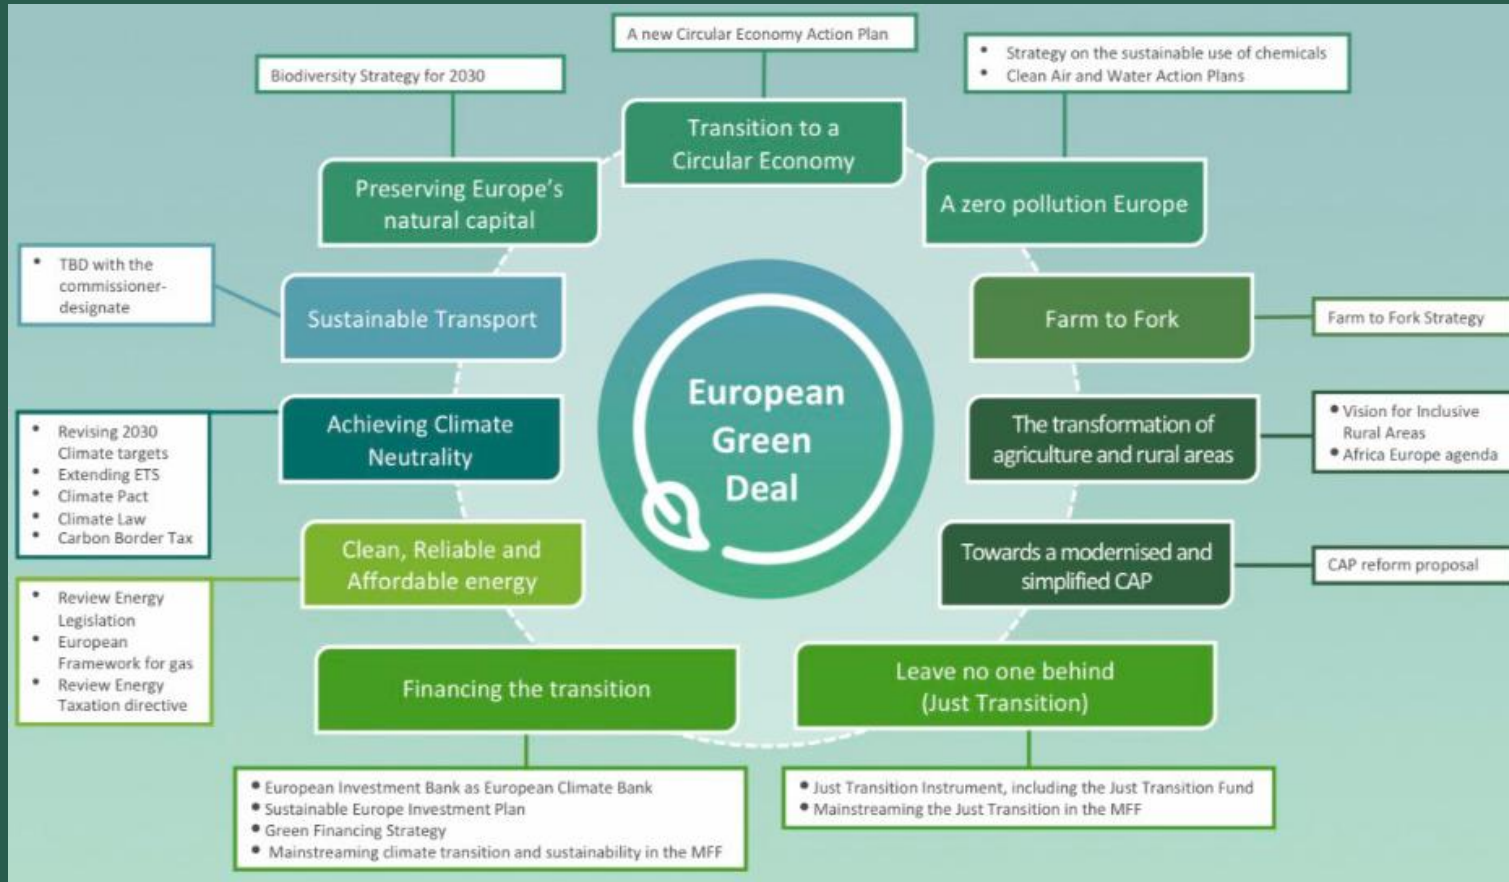 A new Circular Economy Action Plan
Biodiversity Strategy for 2030
• Strategy on the sustainable use of chemicals
• Clean Air and Water Action Plans
Transition to a
Circular Economy
Preserving Europe's
natural capital
A zero pollution Europe
• TBD with the
commissioner-
designate
Sustainable Transport
Farm to Fork
Farm to Fork Strategy
European
Green
Deal
• Revising 2030
Climate targets
• Extending ETS
• Climate Pact
• Climate Law
• Carbon Border Tax
Achieving Climate
Neutrality
The transformation of
agriculture and rural areas
• Vision for Inclusive
Rural Areas
• Africa Europe agenda
Clean, Reliable and
Affordable energy
Towards a modernised and
simplified CAP
CAP reform proposal
• Review Energy
Legislation
• European
Framework for gas
• Review Energy
Taxation directive
Financing the transition
Leave no one behind
(Just Transition)
• European Investment Bank as European Climate Bank
• Sustainable Europe Investment Plan
• Green Financing Strategy
• Mainstreaming climate transition and sustainability in the MFF
• Just Transition Instrument, including the Just Transition Fund
• Mainstreaming the Just Transition in the MFF